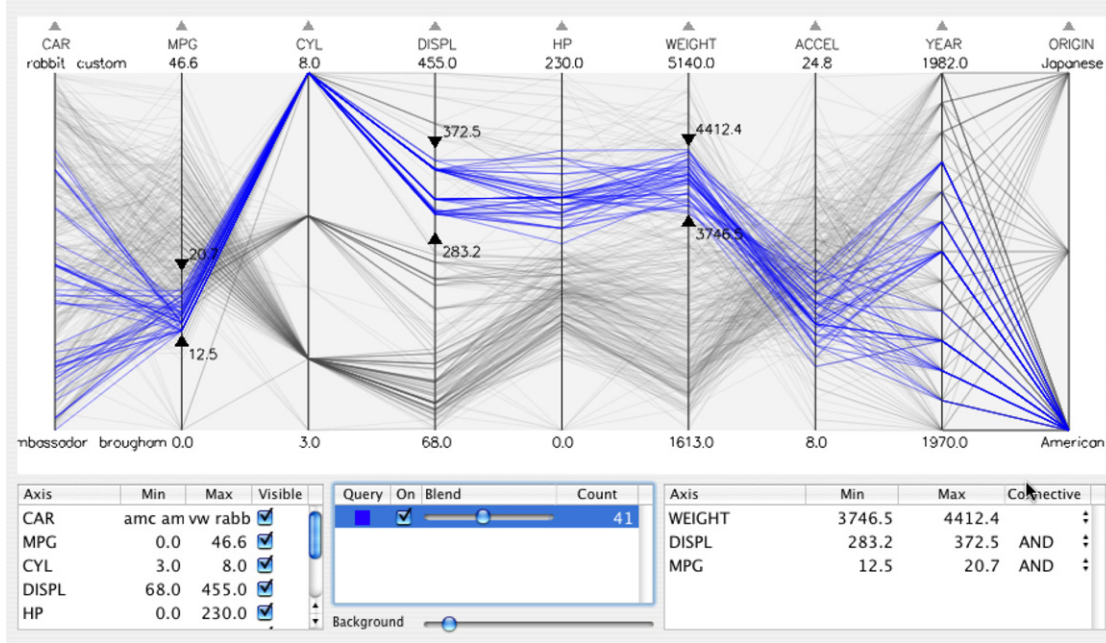 CAR MPG CYL DISPL HP WEIGHT ACCEL YEAR ORIGIN
rabbit custom 46.6 8.0 455.0 230.0 5140.0 24.8 1982.0 Japanese
372.5 4412.4
20.7 283.2 3746.5
12.5
mbassador brougham 0.0 3.0 68.0 0.0 1613.0 8.0 1970.0 American
Axis Min Max Visible
CAR amc am vw rabb
MPG 0.0 46.6
CYL 3.0 8.0
DISPL 68.0 455.0
HP 0.0 230.0
Query On Blend Count
41
Background
Axis Min Max Connective
WEIGHT 3746.5 4412.4
DISPL 283.2 372.5 AND
MPG 12.5 20.7 AND